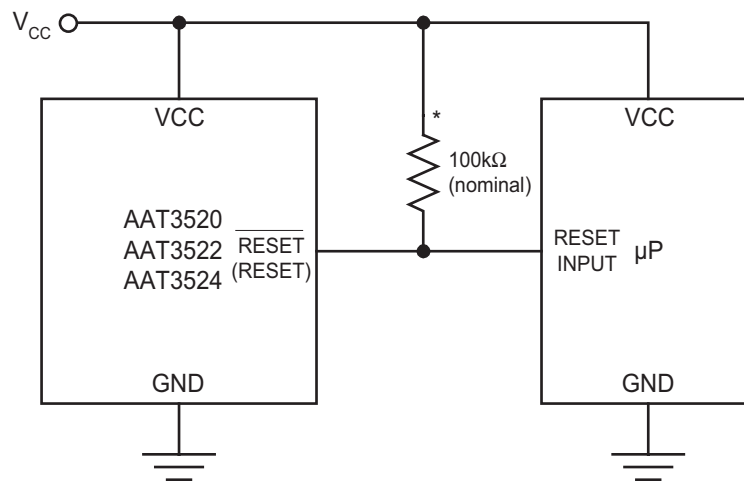 VCC
VCC
VCC
*
100kΩ
(nominal)
AAT3520
AAT3522 RESET
AAT3524 (RESET)
RESET
INPUT
µP
GND
GND